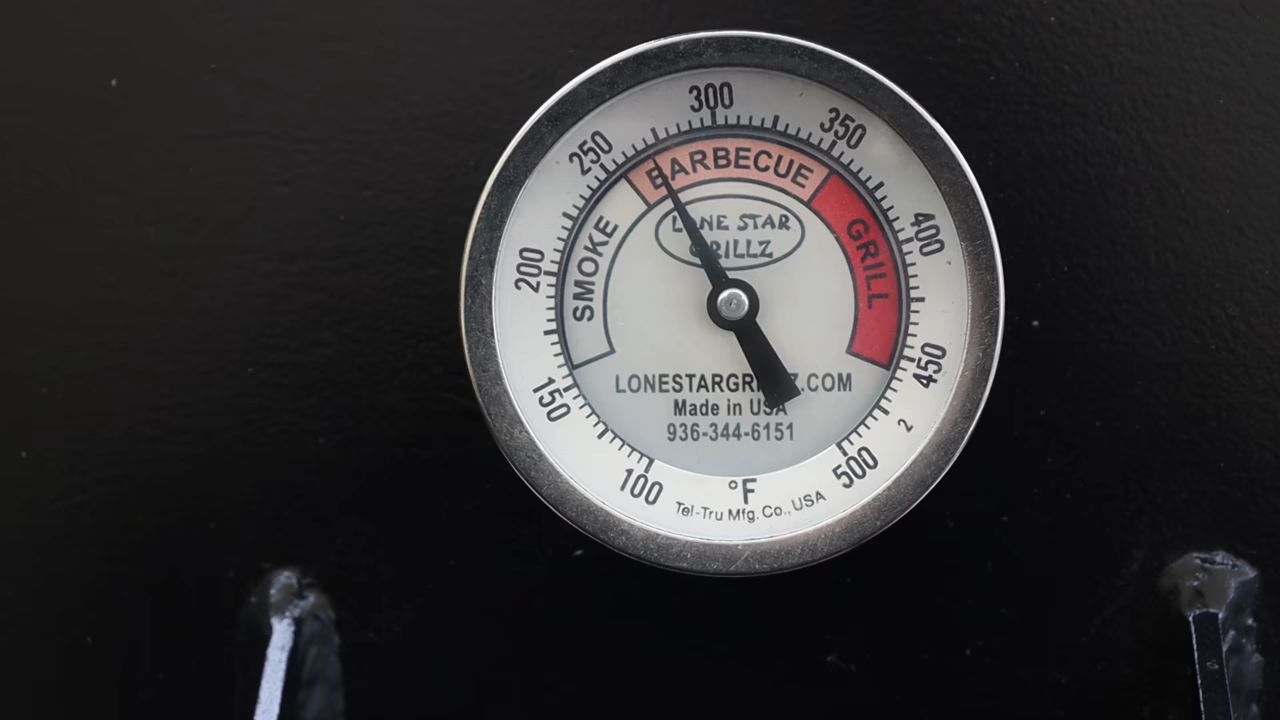 300
250
350
200
400
150
450
100
500
BARBECUE
SMOKE
GRILL
LONE STAR
GRILLZ
LONESTARGRILLZ.COM
Made in USA
936-344-6151
2
°F
Tel-Tru Mfg. Co., USA